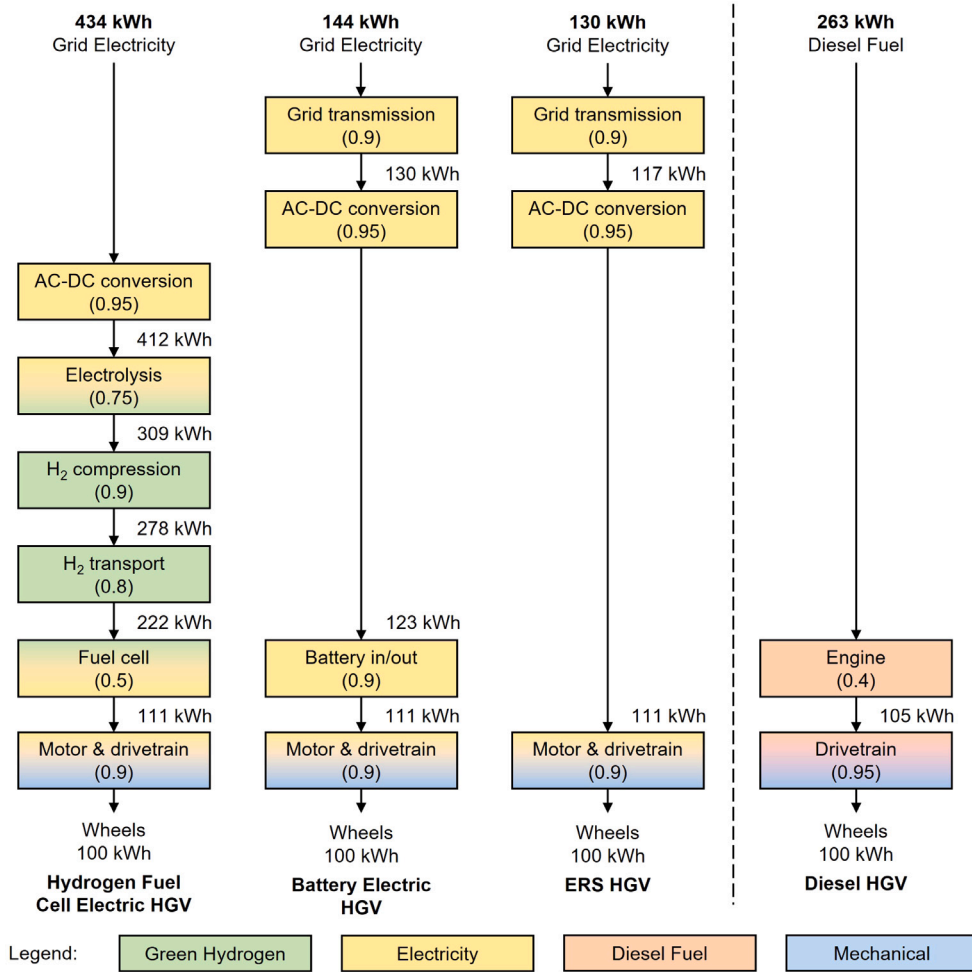 434 kWh
Grid Electricity
AC-DC conversion
(0.95)
412 kWh
Electrolysis
(0.75)
309 kWh
H₂ compression
(0.9)
278 kWh
H₂ transport
(0.8)
222 kWh
Fuel cell
(0.5)
111 kWh
Motor & drivetrain
(0.9)
Wheels
100 kWh
Hydrogen Fuel
Cell Electric HGV
144 kWh
Grid Electricity
Grid transmission
(0.9)
130 kWh
AC-DC conversion
(0.95)
123 kWh
Battery in/out
(0.9)
111 kWh
Motor & drivetrain
(0.9)
Wheels
100 kWh
Battery Electric
HGV
130 kWh
Grid Electricity
Grid transmission
(0.9)
117 kWh
AC-DC conversion
(0.95)
111 kWh
Motor & drivetrain
(0.9)
Wheels
100 kWh
ERS HGV
263 kWh
Diesel Fuel
Engine
(0.4)
105 kWh
Drivetrain
(0.95)
Wheels
100 kWh
Diesel HGV
Legend:
Green Hydrogen
Electricity
Diesel Fuel
Mechanical